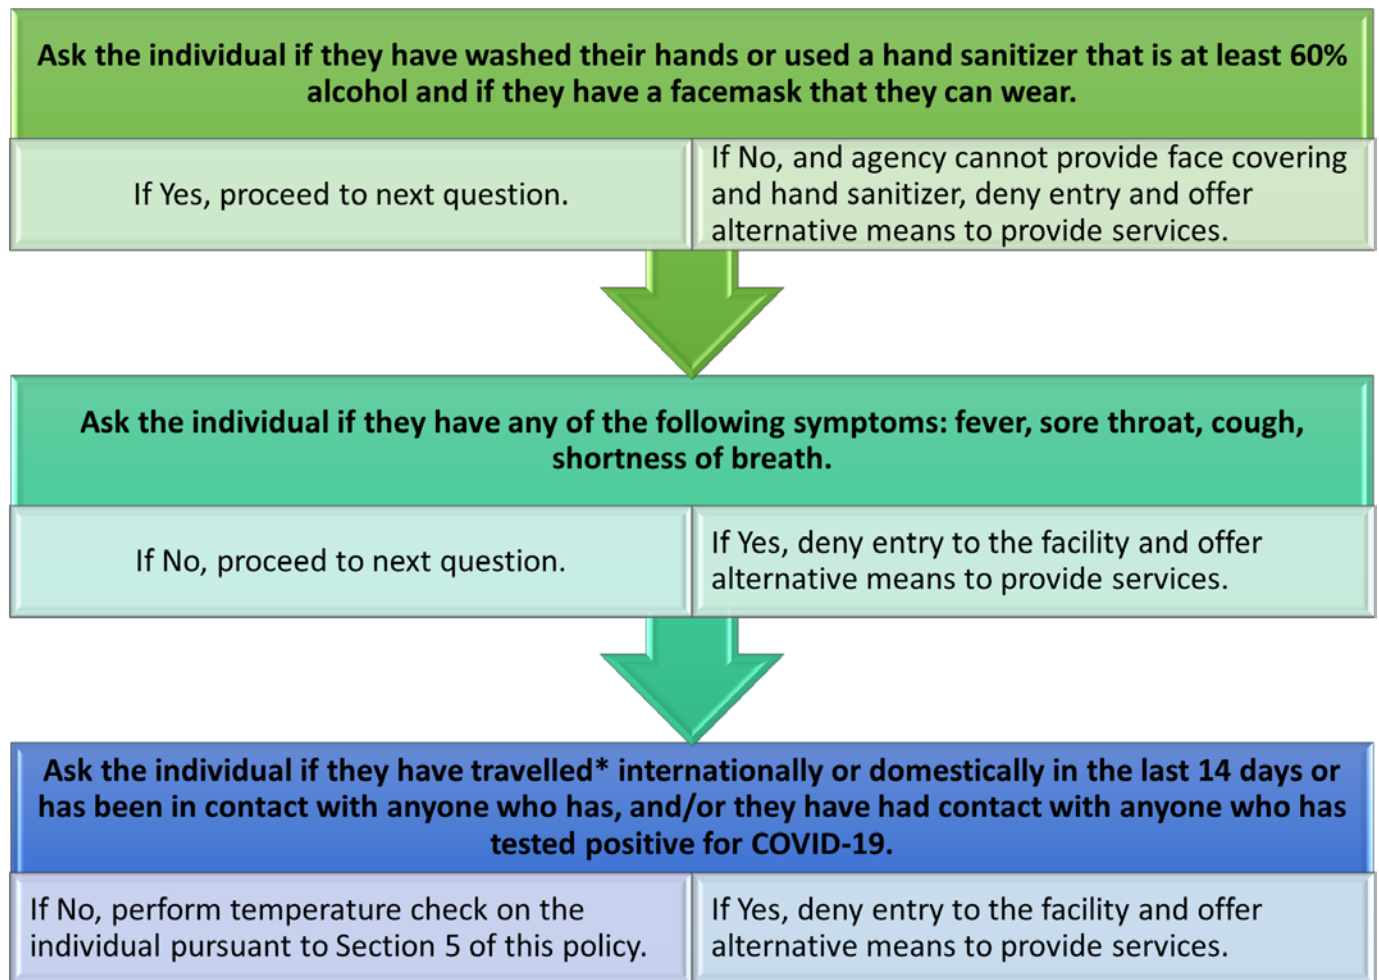 Ask the individual if they have washed their hands or used a hand sanitizer that is at least 60%
alcohol and if they have a facemask that they can wear.
If Yes, proceed to next question.
If No, and agency cannot provide face covering
and hand sanitizer, deny entry and offer
alternative means to provide services.
Ask the individual if they have any of the following symptoms: fever, sore throat, cough,
shortness of breath.
If No, proceed to next question.
If Yes, deny entry to the facility and offer
alternative means to provide services.
Ask the individual if they have travelled* internationally or domestically in the last 14 days or
has been in contact with anyone who has, and/or they have had contact with anyone who has
tested positive for COVID-19.
If No, perform temperature check on the
individual pursuant to Section 5 of this policy.
If Yes, deny entry to the facility and offer
alternative means to provide services.